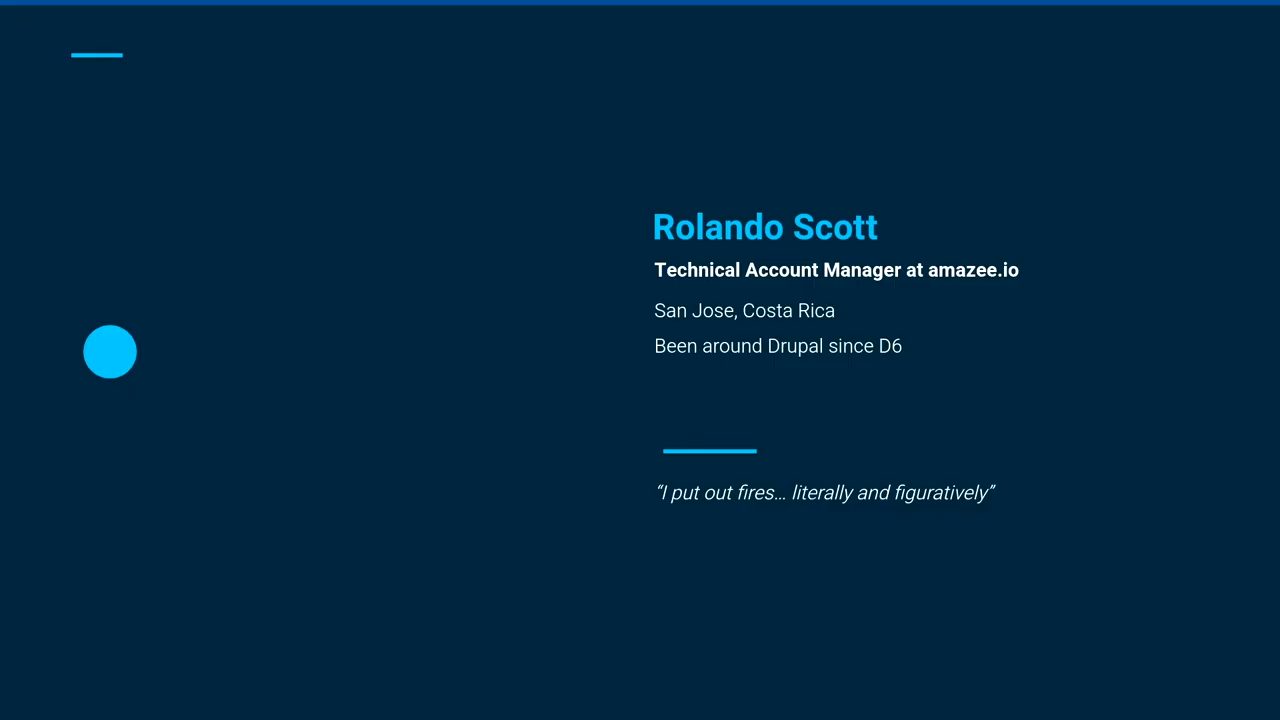 Rolando Scott
Technical Account Manager at amazee.io
San Jose, Costa Rica
Been around Drupal since D6
“I put out fires... literally and figuratively”